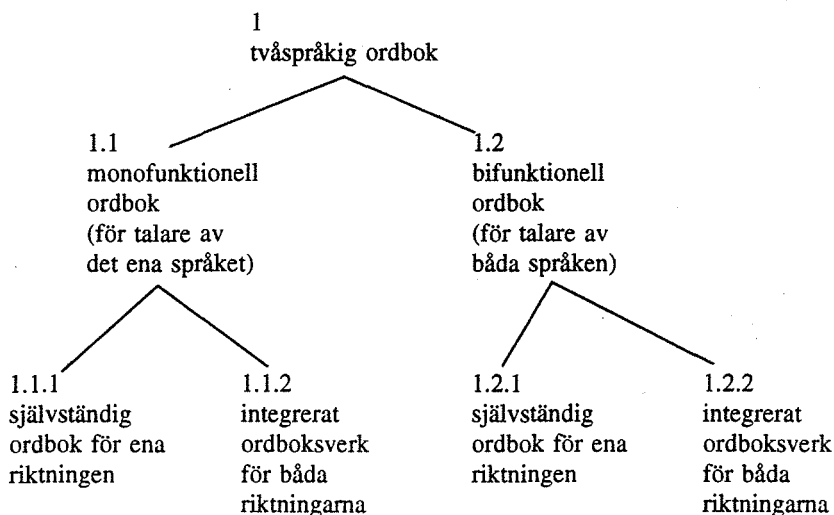 1
tvåspråkig ordbok
1.1
monofunktionell
ordbok
(för talare av
det ena språket)
1.2
bifunktionell
ordbok
(för talare av
båda språken)
1.1.1
självständig
ordbok för ena
riktningen
1.1.2
integrerat
ordboksverk
för båda
riktningarna
1.2.1
självständig
ordbok för ena
riktningen
1.2.2
integrerat
ordboksverk
för båda
riktningarna